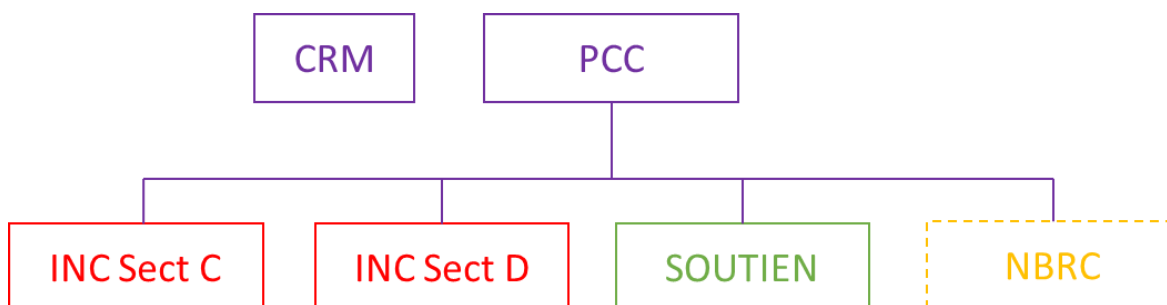 CRM
PCC
INC Sect C
INC Sect D
SOUTIEN
NBRC